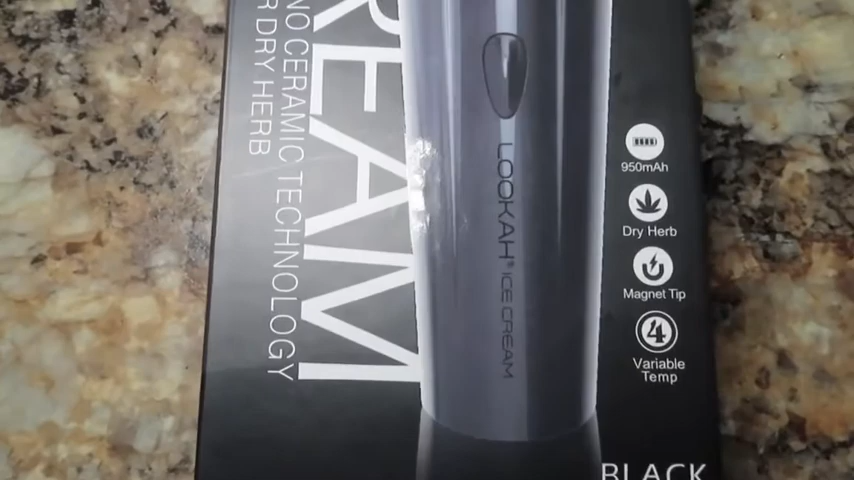 REAM
NO CERAMIC TECHNOLOGY
R DRY HERB
LOOKAH® ICE CREAM
950mAh
Dry Herb
Magnet Tip
4
Variable
Temp
BLACK